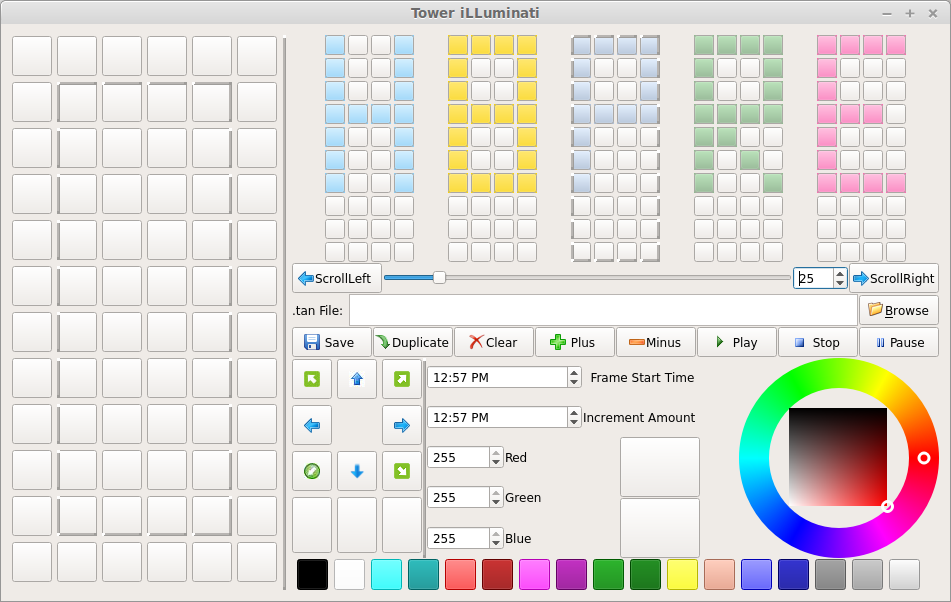 Tower iLLuminati
ScrollLeft
25
ScrollRight
.tan File:
Browse
Save
Duplicate
Clear
Plus
Minus
Play
Stop
Pause
12:57 PM
Frame Start Time
12:57 PM
Increment Amount
255
Red
255
Green
255
Blue